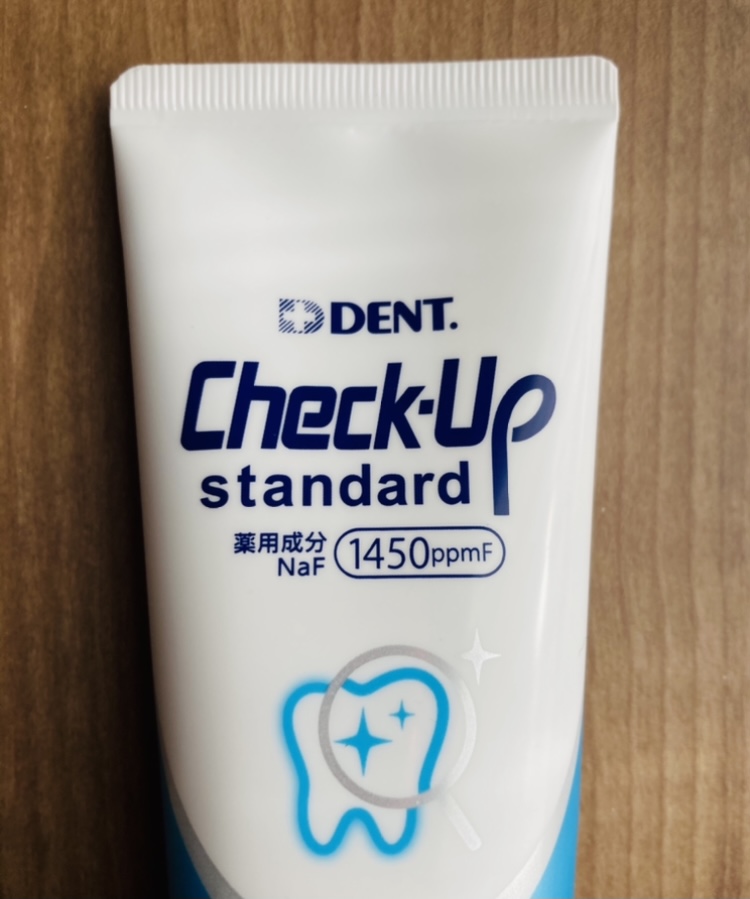 DENT.
Check-Up
standard
薬用成分
NaF
1450ppmF